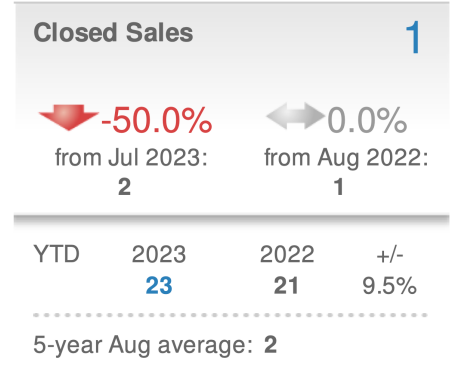 Closed Sales 1
-50.0% 0.0%
from Jul 2023: from Aug 2022:
2 1
YTD 2023 2022 +/-
23 21 9.5%
5-year Aug average: 2